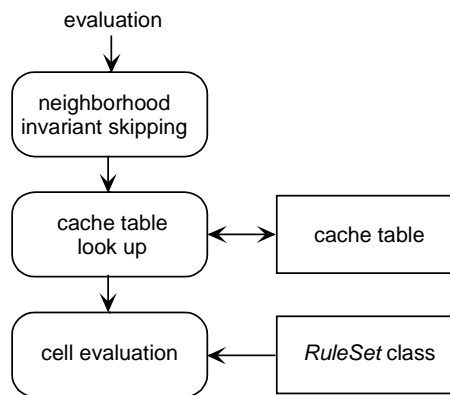 evaluation
neighborhood
invariant skipping
cache table
look up
cache table
cell evaluation
RuleSet class